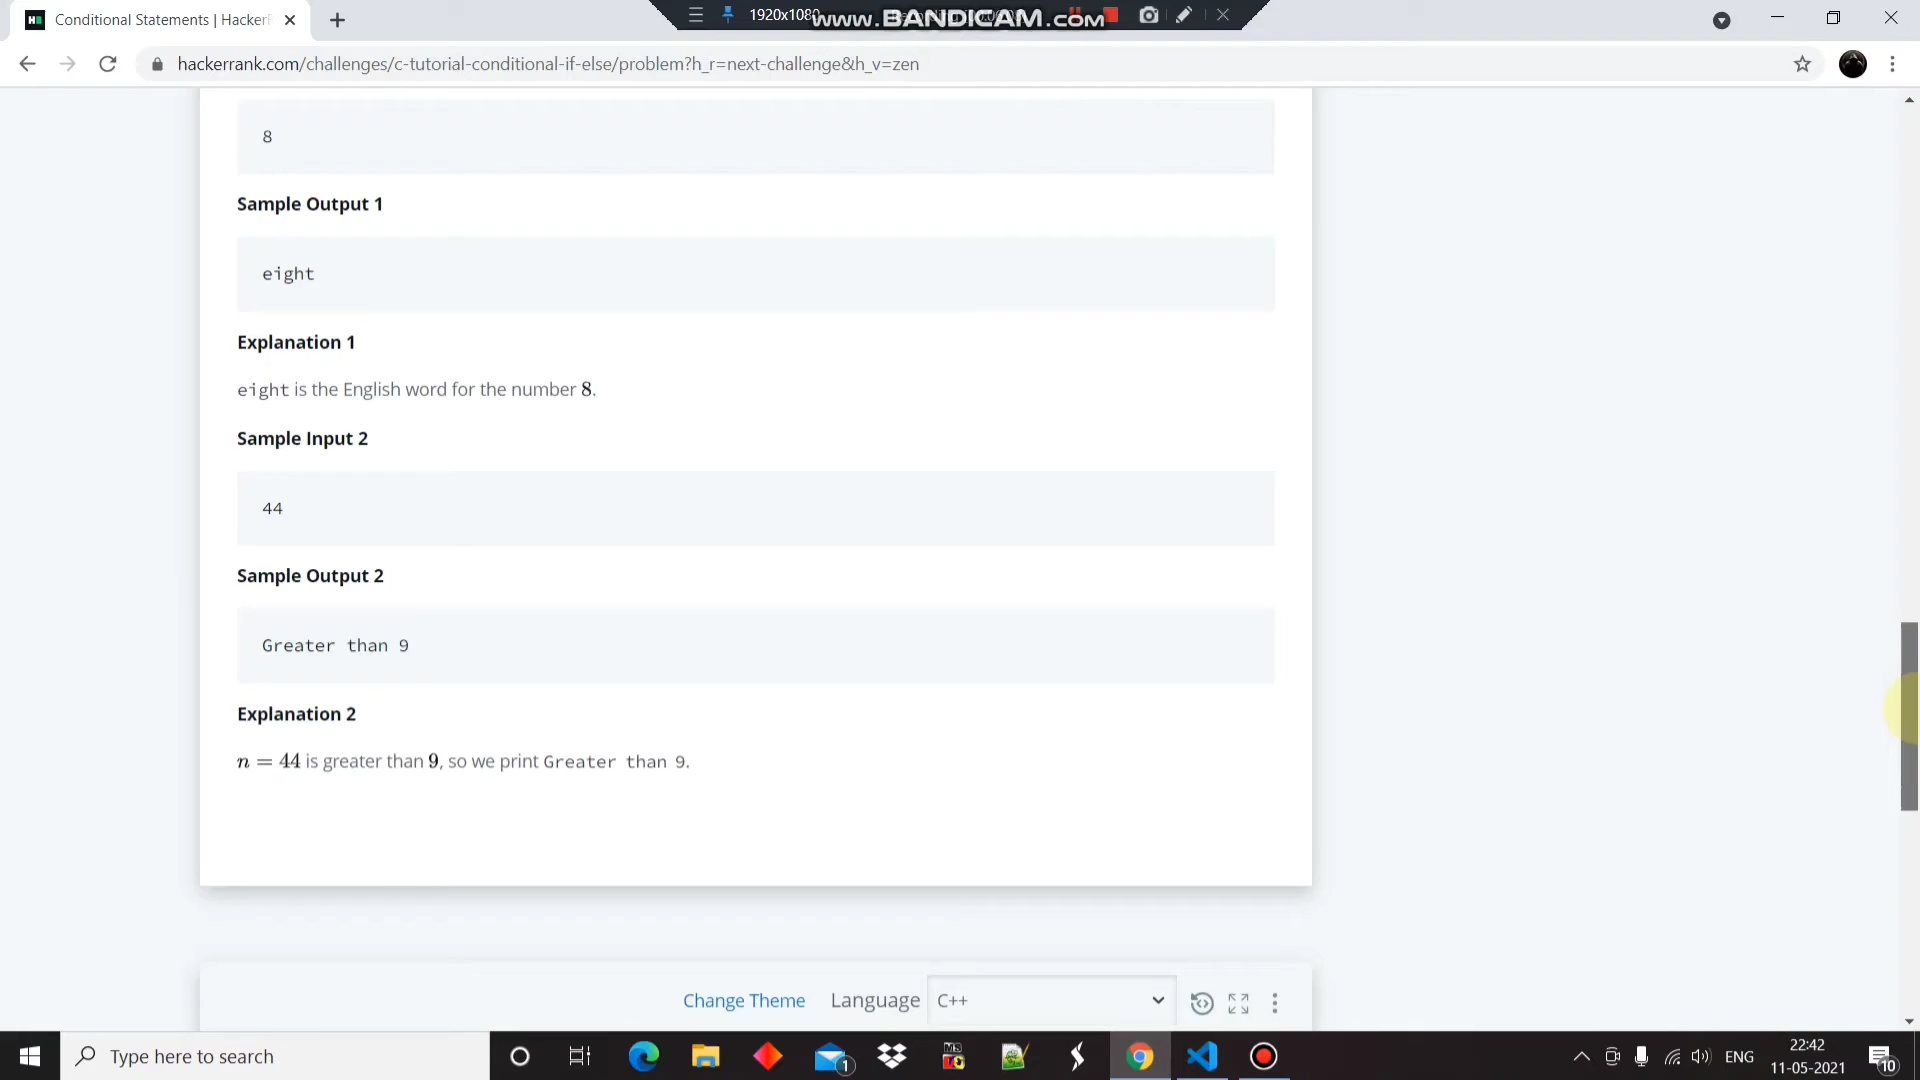 Conditional Statements | Hacker
1920x1080
www.BANDICAM.com
hackerrank.com/challenges/c-tutorial-conditional-if-else/problem?h_r=next-challenge&h_v=zen
8
Sample Output 1
eight
Explanation 1
eight is the English word for the number 8.
Sample Input 2
44
Sample Output 2
Greater than 9
Explanation 2
n = 44 is greater than 9, so we print Greater than 9.
Change Theme Language C++
Type here to search
1
ENG
22:42
11-05-2021
10